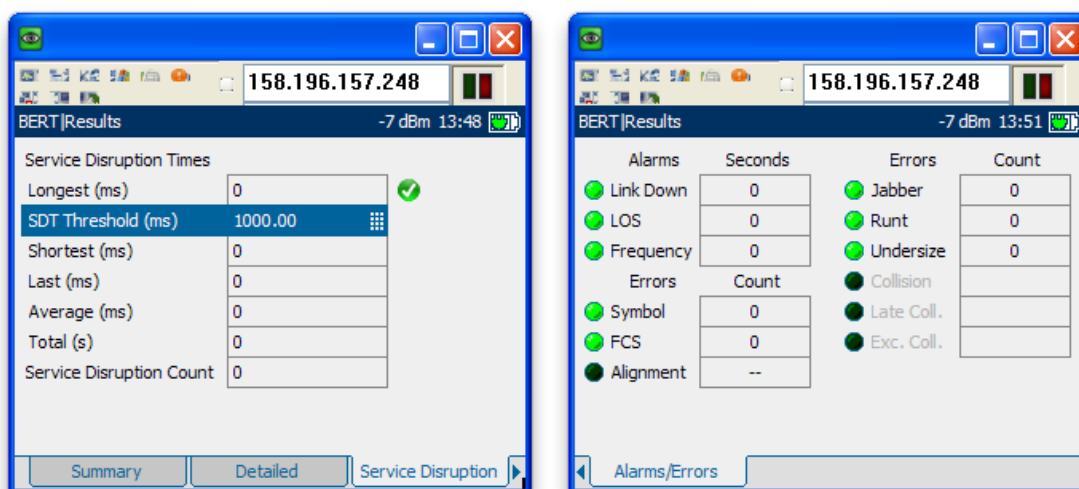 158.196.157.248
BERT|Results -7 dBm 13:48
Service Disruption Times
Longest (ms) 0
SDT Threshold (ms) 1000.00
Shortest (ms) 0
Last (ms) 0
Average (ms) 0
Total (s) 0
Service Disruption Count 0
Summary Detailed Service Disruption
158.196.157.248
BERT|Results -7 dBm 13:51
Alarms Seconds Errors Count
Link Down 0 Jabber 0
LOS 0 Runt 0
Frequency 0 Undersize 0
Errors Count Collision
Symbol 0 Late Coll.
FCS 0 Exc. Coll.
Alignment --
Alarms/Errors